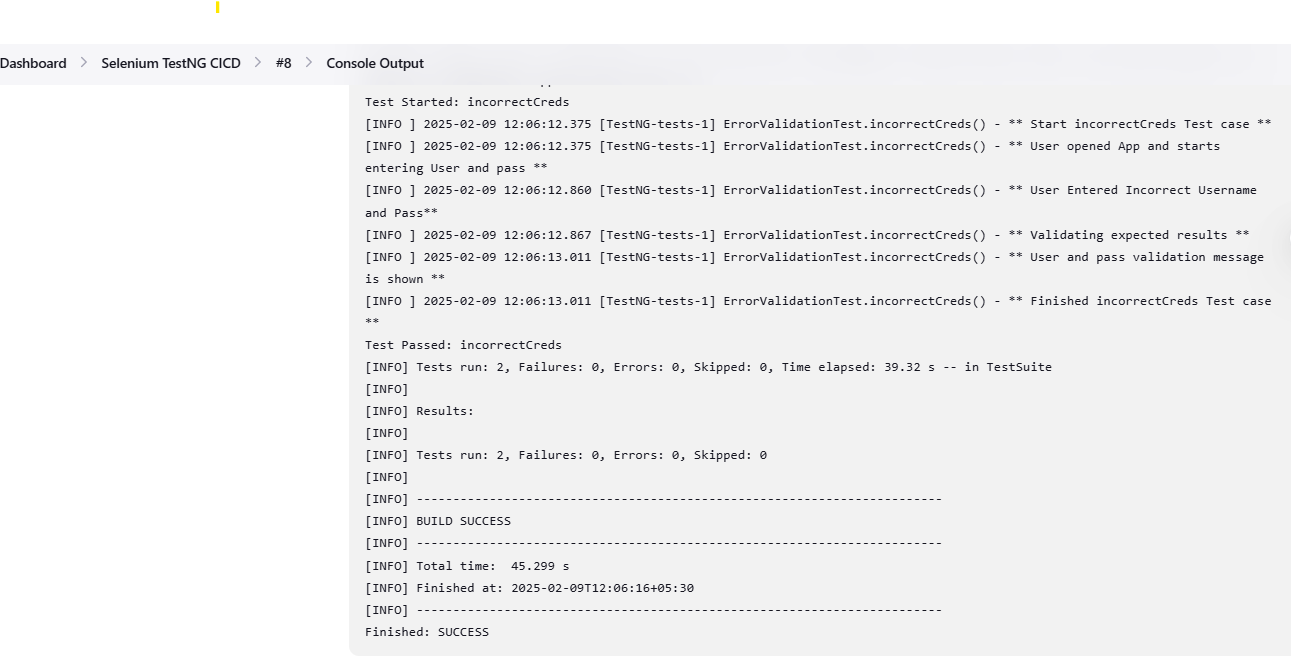 Dashboard > Selenium TestNG CICD > #8 > Console Output
Test Started: incorrectCreds
[INFO ] 2025-02-09 12:06:12.375 [TestNG-tests-1] ErrorValidationTest.incorrectCreds() - ** Start incorrectCreds Test case **
[INFO ] 2025-02-09 12:06:12.375 [TestNG-tests-1] ErrorValidationTest.incorrectCreds() - ** User opened App and starts
entering User and pass **
[INFO ] 2025-02-09 12:06:12.860 [TestNG-tests-1] ErrorValidationTest.incorrectCreds() - ** User Entered Incorrect Username
and Pass**
[INFO ] 2025-02-09 12:06:12.867 [TestNG-tests-1] ErrorValidationTest.incorrectCreds() - ** Validating expected results **
[INFO ] 2025-02-09 12:06:13.011 [TestNG-tests-1] ErrorValidationTest.incorrectCreds() - ** User and pass validation message
is shown **
[INFO ] 2025-02-09 12:06:13.011 [TestNG-tests-1] ErrorValidationTest.incorrectCreds() - ** Finished incorrectCreds Test case
**
Test Passed: incorrectCreds
[INFO] Tests run: 2, Failures: 0, Errors: 0, Skipped: 0, Time elapsed: 39.32 s -- in TestSuite
[INFO]
[INFO] Results:
[INFO]
[INFO] Tests run: 2, Failures: 0, Errors: 0, Skipped: 0
[INFO]
[INFO] ------------------------------------------------------------------------
[INFO] BUILD SUCCESS
[INFO] ------------------------------------------------------------------------
[INFO] Total time:  45.299 s
[INFO] Finished at: 2025-02-09T12:06:16+05:30
[INFO] ------------------------------------------------------------------------
Finished: SUCCESS